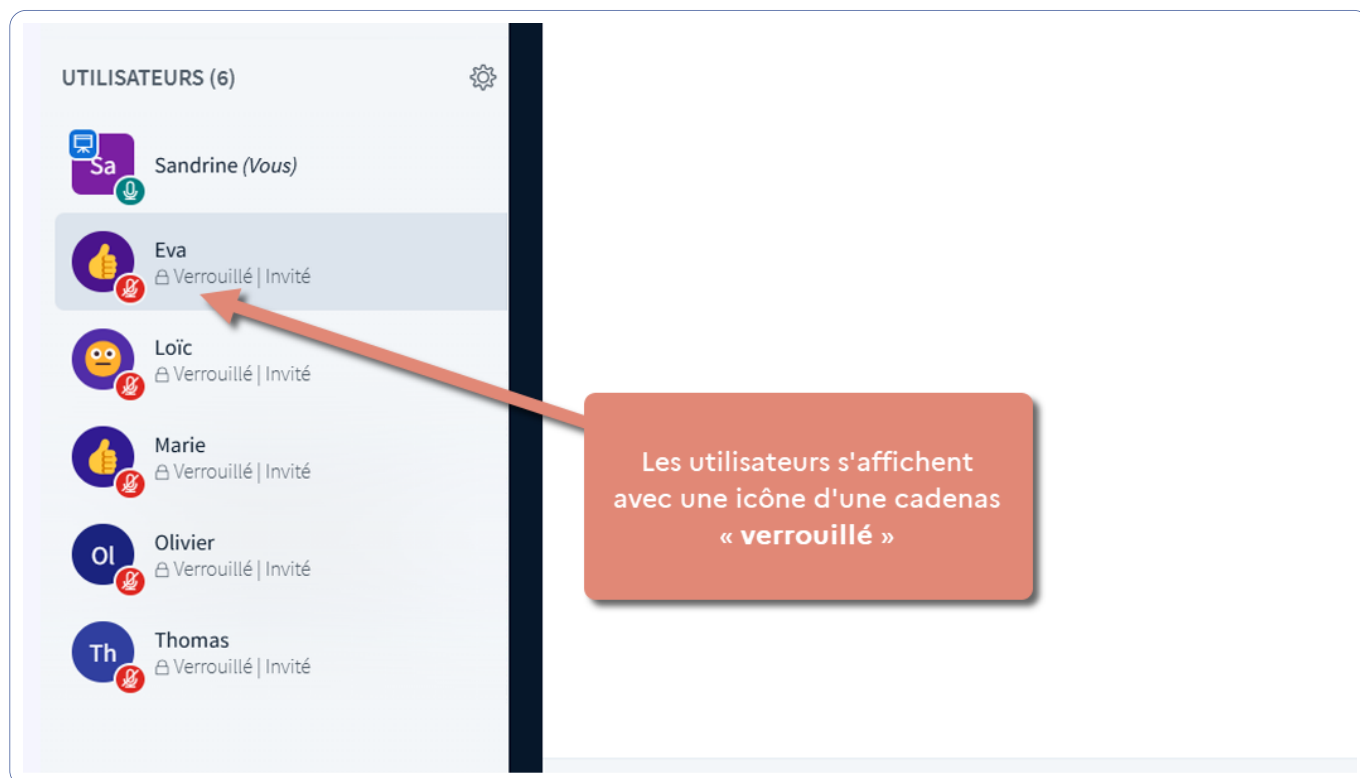 UTILISATEURS (6)
Sa
Sandrine (Vous)
Eva
Verrouillé | Invité
Loïc
Verrouillé | Invité
Marie
Verrouillé | Invité
Ol
Olivier
Verrouillé | Invité
Th
Thomas
Verrouillé | Invité
Les utilisateurs s'affichent
avec une icône d'une cadenas
« verrouillé »